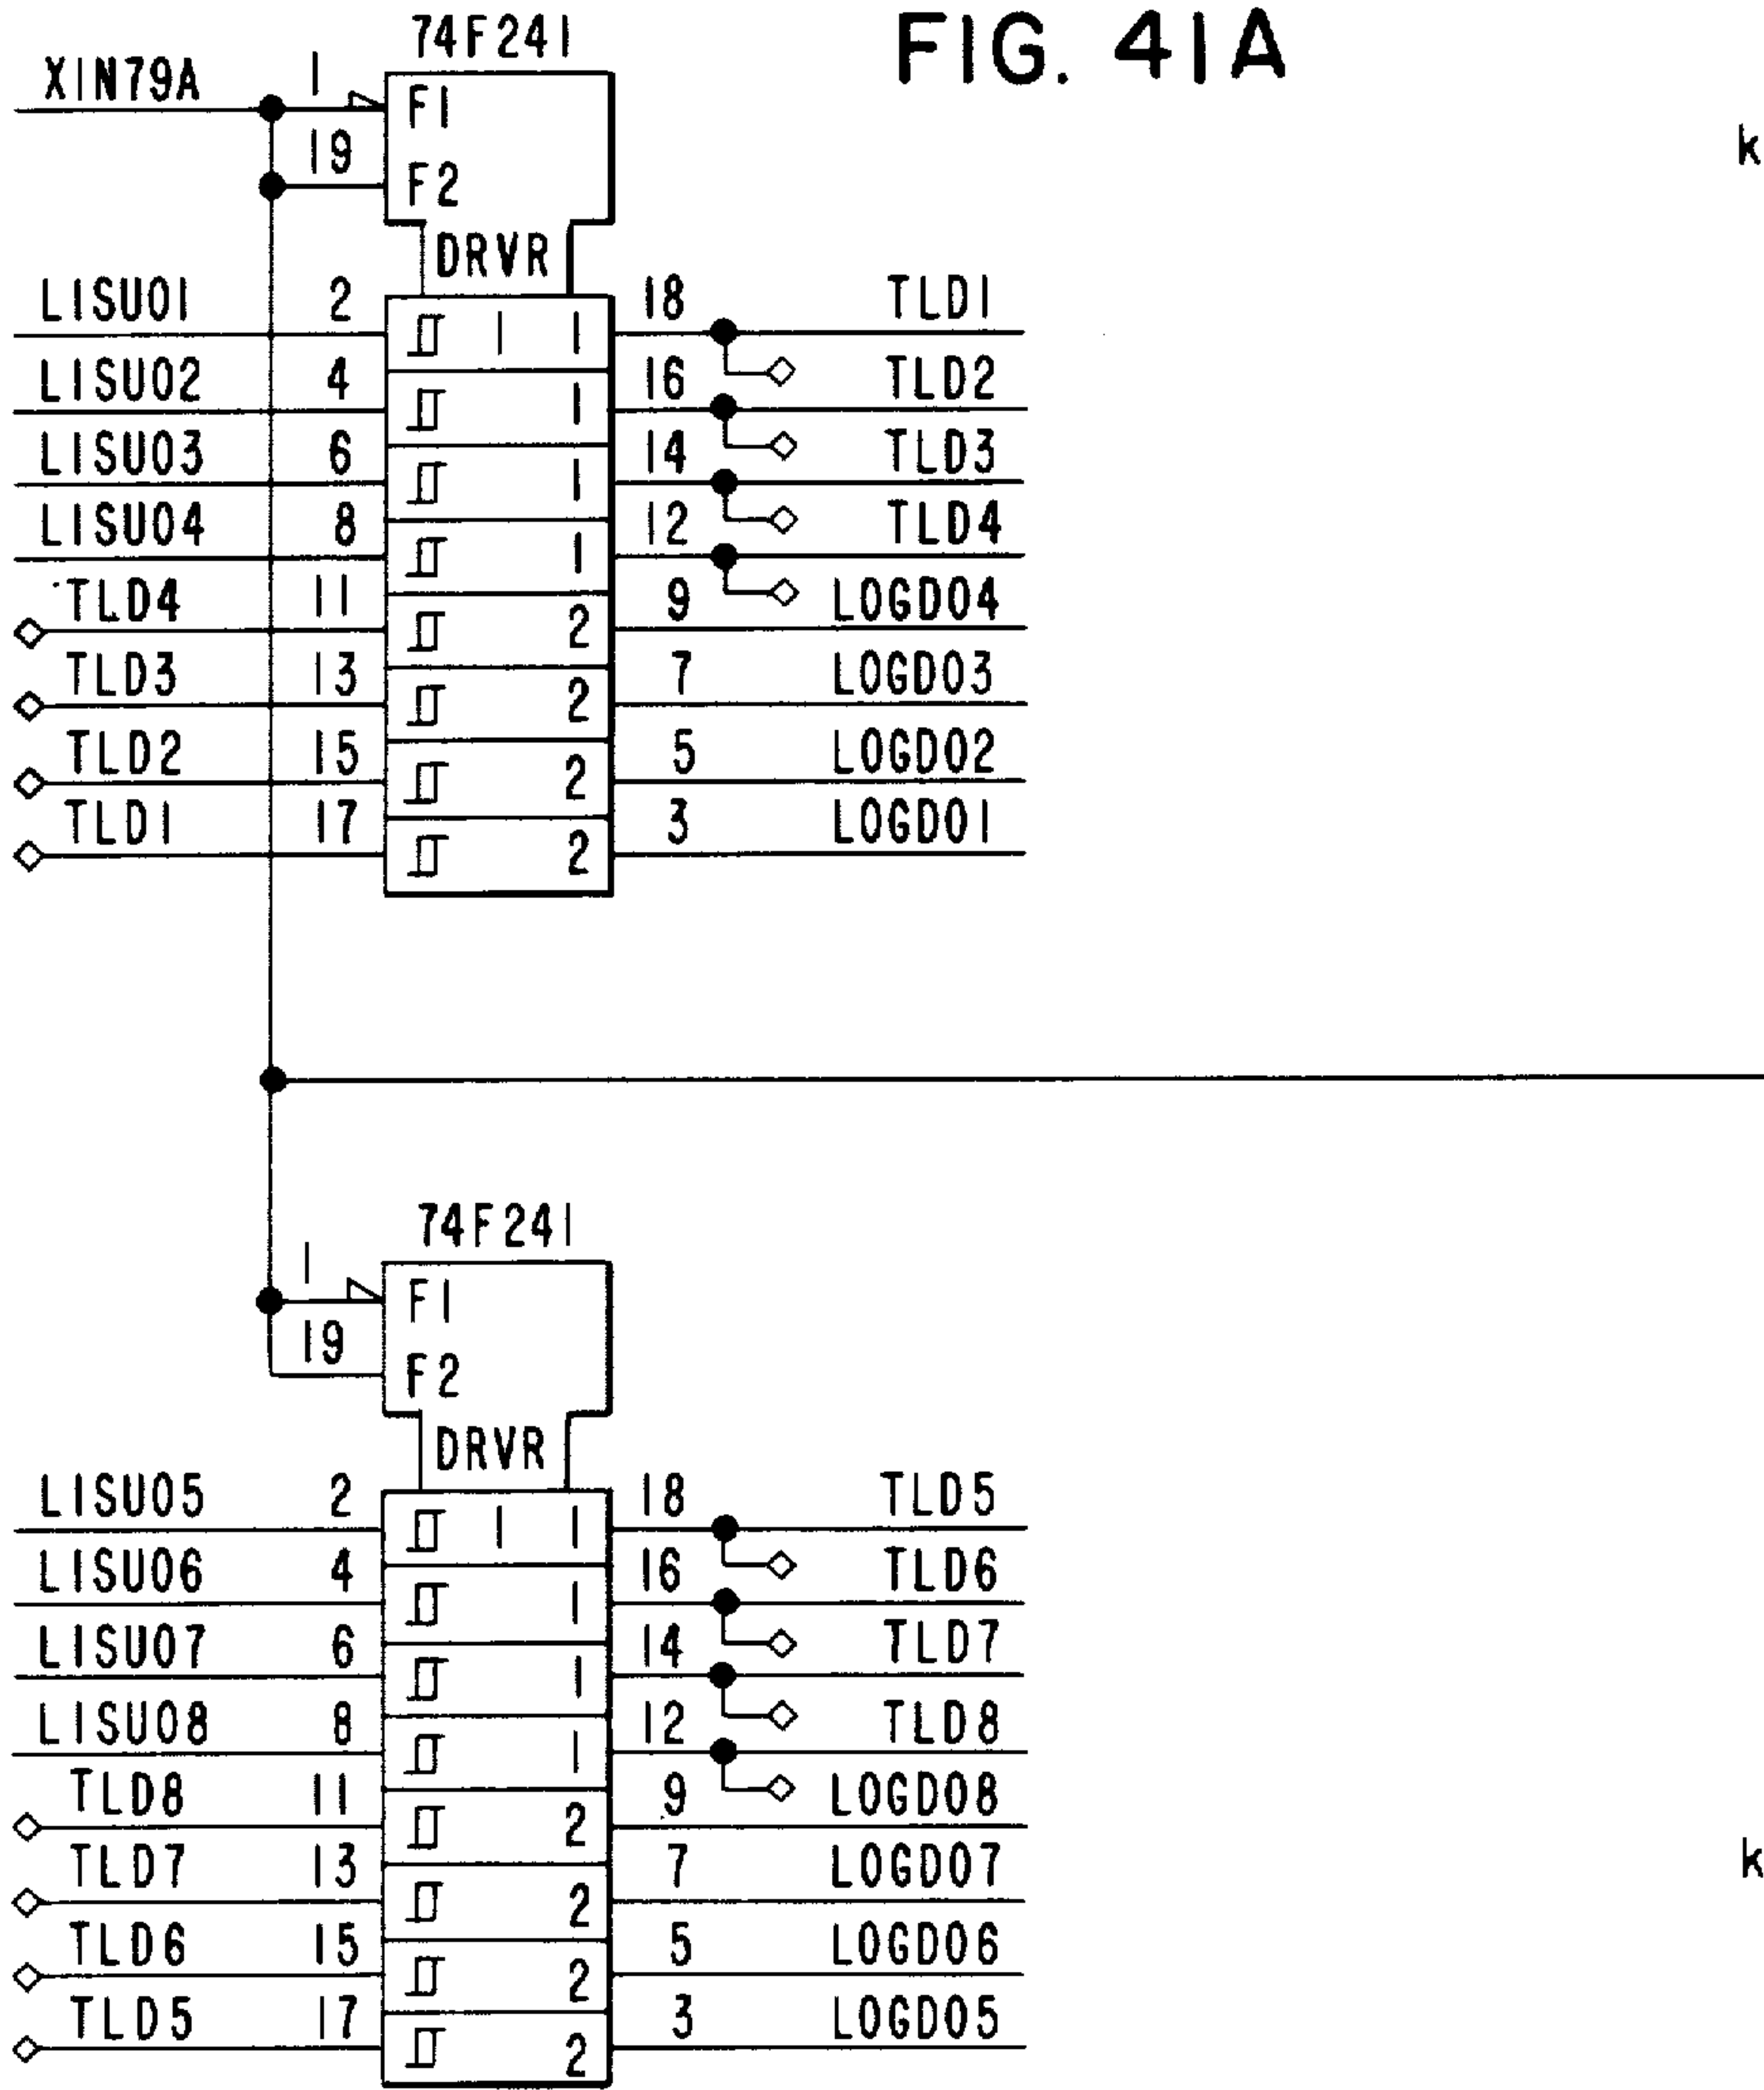 FIG. 41A
74F241
XIN79A 1
F1
k
19
F2
DRVR
LISU01 2 1 1 18 TLD1
LISU02 4 1 16 TLD2
LISU03 6 1 14 TLD3
LISU04 8 1 12 TLD4
TLD4 11 2 9 LOGD04
TLD3 13 2 7 LOGD03
TLD2 15 2 5 LOGD02
TLD1 17 2 3 LOGD01
74F241
1
F1
19
F2
DRVR
LISU05 2 1 1 18 TLD5
LISU06 4 1 16 TLD6
LISU07 6 1 14 TLD7
LISU08 8 1 12 TLD8
TLD8 11 2 9 LOGD08
TLD7 13 2 7 LOGD07
k
TLD6 15 2 5 LOGD06
TLD5 17 2 3 LOGD05